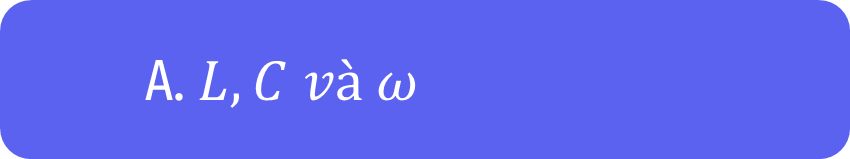 A. L, C và ω